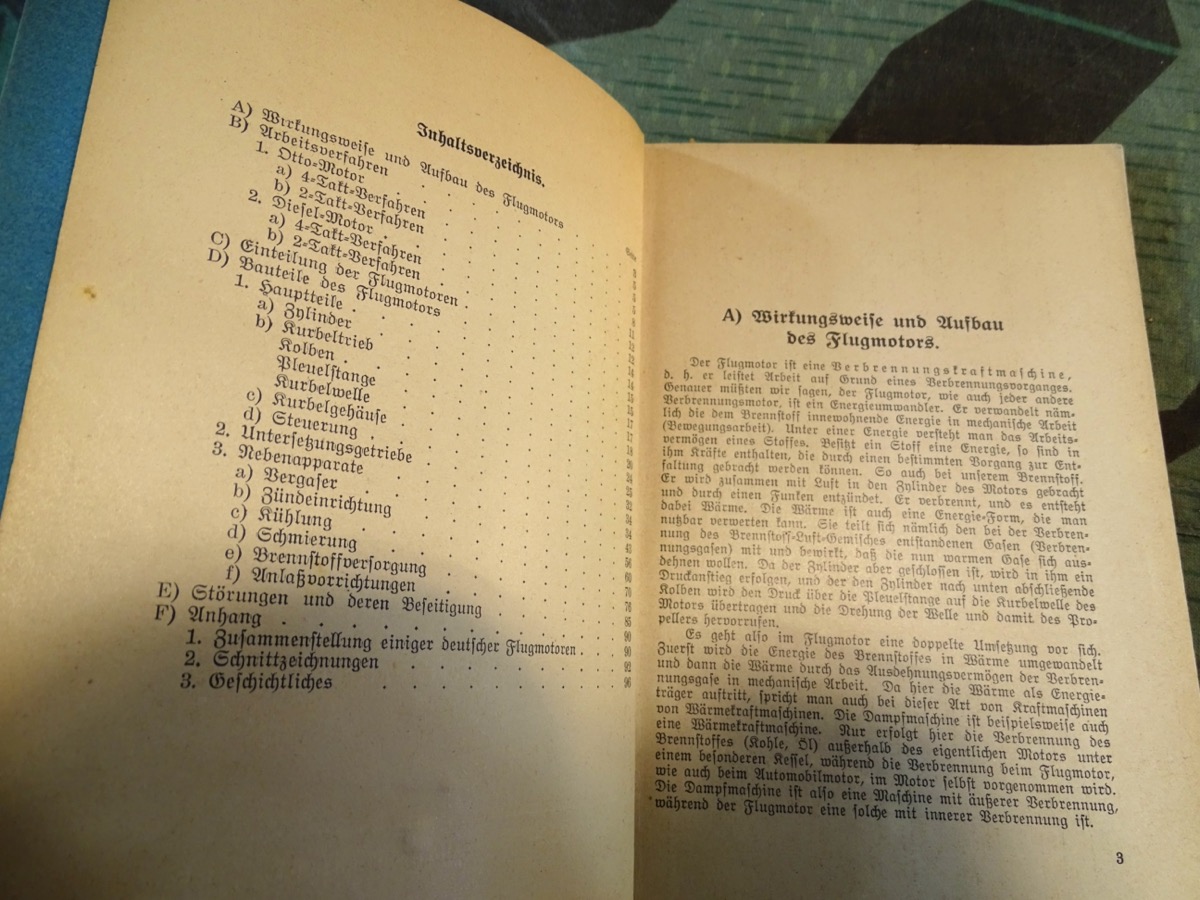 Inhaltsverzeichnis.
Seite
A) Wirkungsweise und Aufbau des Flugmotors
B) Arbeitsverfahren
1. Otto-Motor
a) 4-Takt-Verfahren
b) 2-Takt-Verfahren
2. Diesel-Motor
a) 4-Takt-Verfahren
b) 2-Takt-Verfahren
C) Einteilung der Flugmotoren
D) Bauteile des Flugmotors
1. Hauptteile
a) Zylinder
b) Kurbeltrieb
Kolben
Pleuelstange
Kurbelwelle
c) Kurbelgehäuse
d) Steuerung
2. Untersetzungsgetriebe
3. Nebenapparate
a) Vergaser
b) Zündeinrichtung
c) Kühlung
d) Schmierung
e) Brennstoffversorgung
f) Anlaßvorrichtungen
E) Störungen und deren Beseitigung
F) Anhang
1. Zusammenstellung einiger deutscher Flugmotoren . 90
2. Schnittzeichnungen . . . . . . . 92
3. Geschichtliches . . . . . . . . 96
A) Wirkungsweise und Aufbau
des Flugmotors.
Der Flugmotor ist eine Verbrennungskraftmaschine,
d. h. er leistet Arbeit auf Grund eines Verbrennungsvorganges.
Genauer müßten wir sagen, der Flugmotor, wie auch jeder andere
Verbrennungsmotor, ist ein Energieumwandler. Er verwandelt näm-
lich die dem Brennstoff innewohnende Energie in mechanische Arbeit
(Bewegungsarbeit). Unter einer Energie versteht man das Arbeits-
vermögen eines Stoffes. Besitzt ein Stoff eine Energie, so sind in
ihm Kräfte enthalten, die durch einen bestimmten Vorgang zur Ent-
faltung gebracht werden können. So auch bei unserem Brennstoff.
Er wird zusammen mit Luft in den Zylinder des Motors gebracht
und durch einen Funken entzündet. Er verbrennt, und es entsteht
dabei Wärme. Die Wärme ist auch eine Energie-Form, die man
nutzbar verwerten kann. Sie teilt sich nämlich den bei der Verbren-
nung des Brennstoff-Luft-Gemisches entstandenen Gasen (Verbren-
nungsgasen) mit und bewirkt, daß die nun warmen Gase sich aus-
dehnen wollen. Da der Zylinder aber geschlossen ist, wird in ihm ein
Druckanstieg erfolgen, und der den Zylinder nach unten abschließende
Kolben wird den Druck über die Pleuelstange auf die Kurbelwelle des
Motors übertragen und die Drehung der Welle und damit des Pro-
pellers hervorrufen.
Es geht also im Flugmotor eine doppelte Umsetzung vor sich.
Zuerst wird die Energie des Brennstoffes in Wärme umgewandelt
und dann die Wärme durch das Ausdehnungsvermögen der Verbren-
nungsgase in mechanische Arbeit. Da hier die Wärme als Energie-
träger auftritt, spricht man auch bei dieser Art von Kraftmaschinen
von Wärmekraftmaschinen. Die Dampfmaschine ist beispielsweise auch
eine Wärmekraftmaschine. Nur erfolgt hier die Verbrennung des
Brennstoffes (Kohle, Öl) außerhalb des eigentlichen Motors unter
einem besonderen Kessel, während die Verbrennung beim Flugmotor,
wie auch beim Automobilmotor, im Motor selbst vorgenommen wird.
Die Dampfmaschine ist also eine Maschine mit äußerer Verbrennung,
während der Flugmotor eine solche mit innerer Verbrennung ist.
3